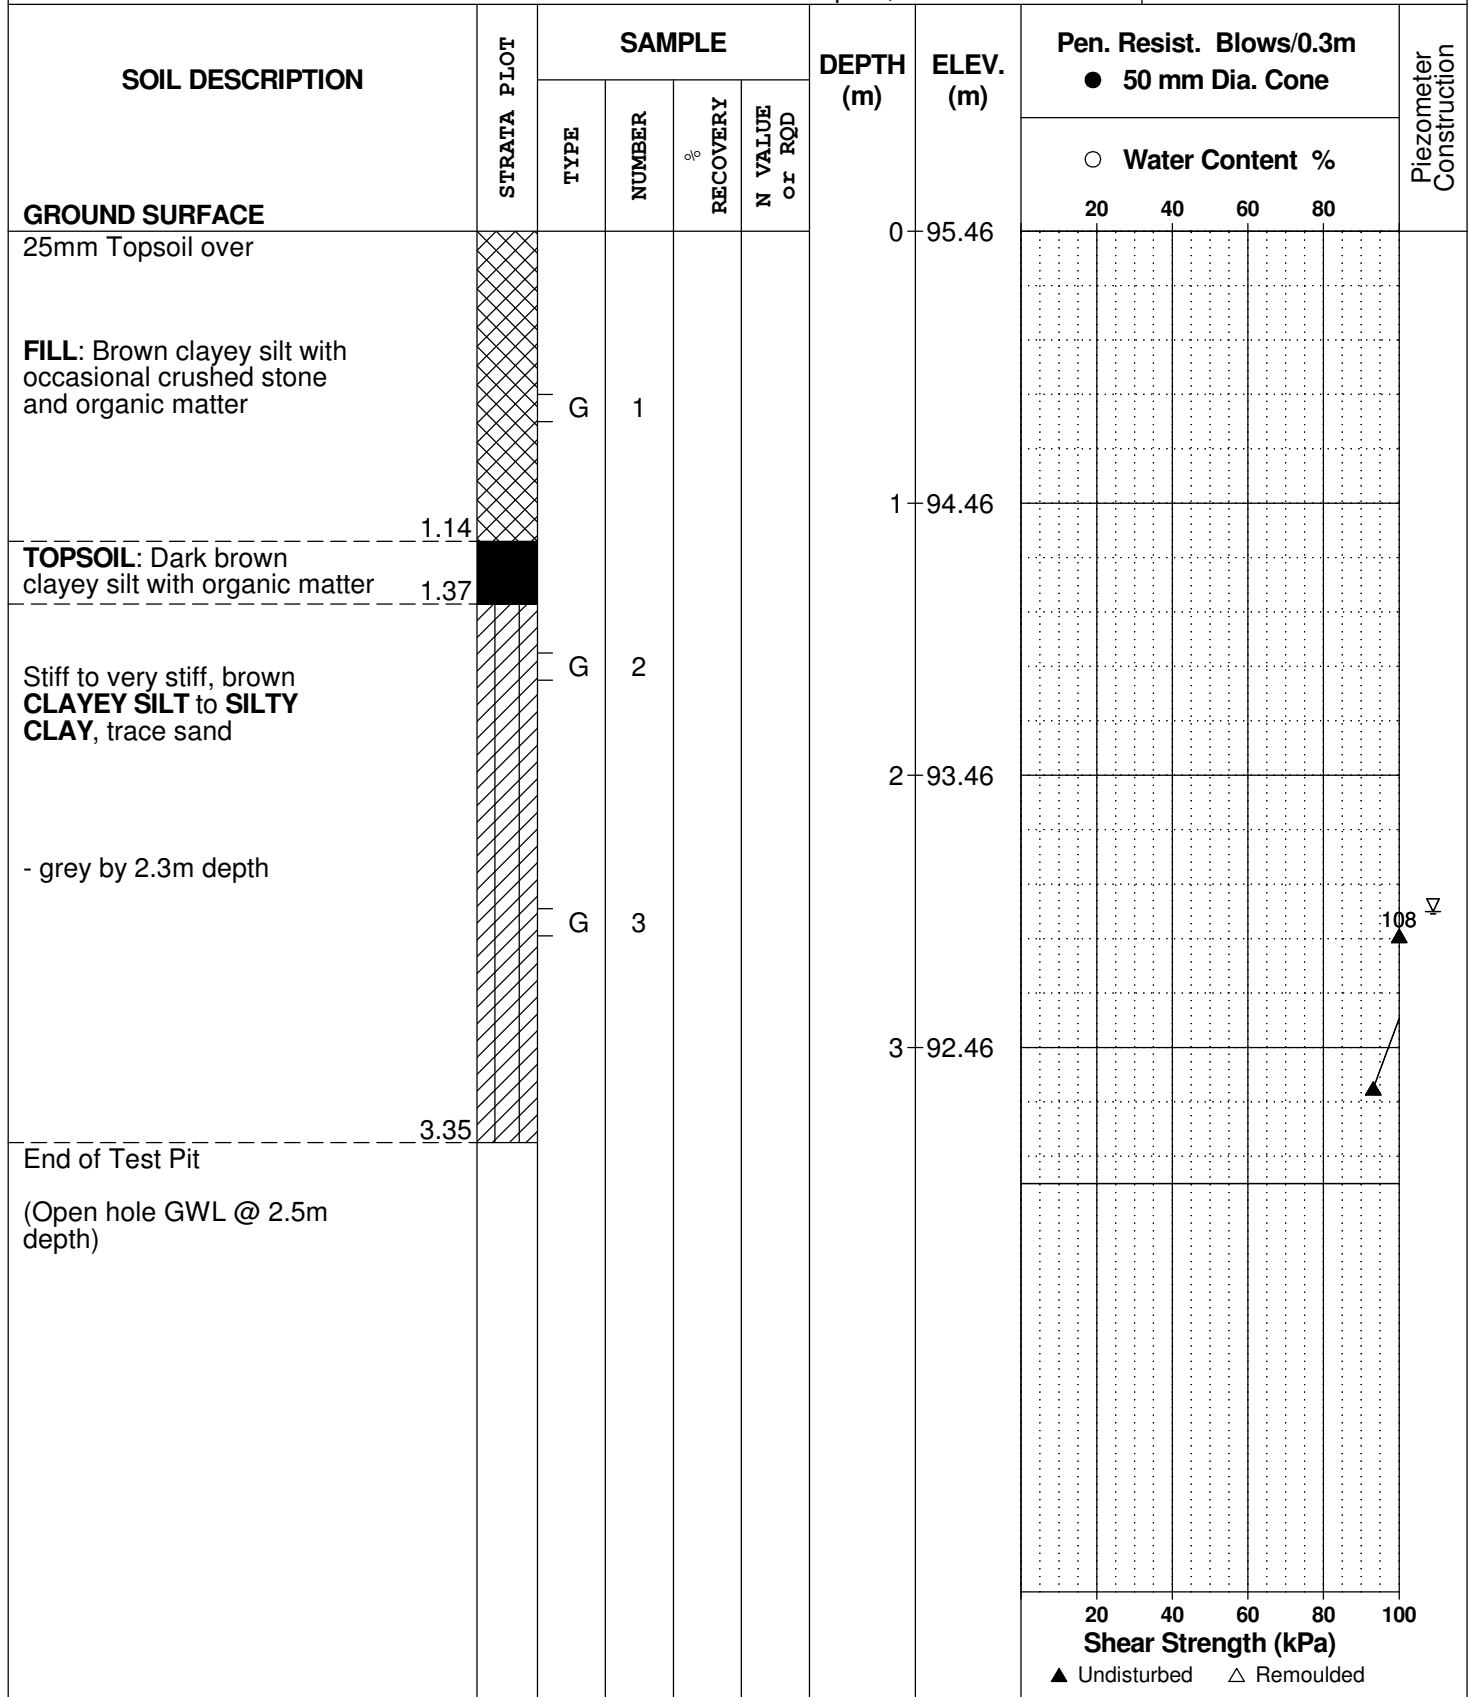 SOIL DESCRIPTION
GROUND SURFACE
STRATA PLOT
SAMPLE
TYPE
NUMBER
%
RECOVERY
N VALUE
or RQD
DEPTH
(m)
ELEV.
(m)
Pen. Resist. Blows/0.3m
● 50 mm Dia. Cone
○ Water Content %
20 40 60 80
Piezometer
Construction
0 95.46
25mm Topsoil over
FILL: Brown clayey silt with
occasional crushed stone
and organic matter
G 1
1 94.46
1.14
TOPSOIL: Dark brown
clayey silt with organic matter
1.37
G 2
Stiff to very stiff, brown
CLAYEY SILT to SILTY
CLAY, trace sand
2 93.46
- grey by 2.3m depth
G 3
108
3 92.46
3.35
End of Test Pit
(Open hole GWL @ 2.5m
depth)
20 40 60 80 100
Shear Strength (kPa)
▲ Undisturbed △ Remoulded